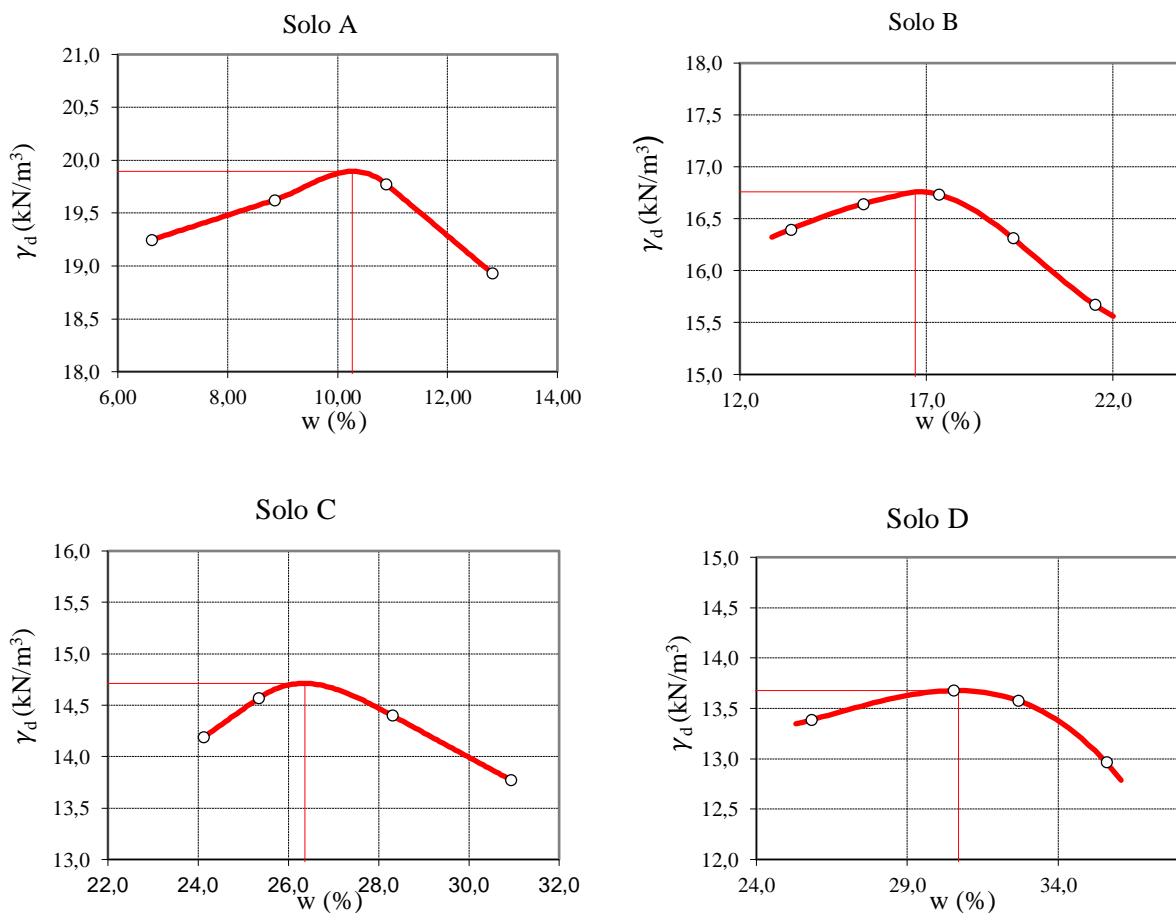 Solo A
21,0
20,5
20,0
19,5
19,0
18,5
18,0
6,00 8,00 10,00 12,00 14,00
w (%)
γd (kN/m³)
Solo B
18,0
17,5
17,0
16,5
16,0
15,5
15,0
12,0 17,0 22,0
w (%)
γd (kN/m³)
Solo C
16,0
15,5
15,0
14,5
14,0
13,5
13,0
22,0 24,0 26,0 28,0 30,0 32,0
w (%)
γd (kN/m³)
Solo D
15,0
14,5
14,0
13,5
13,0
12,5
12,0
24,0 29,0 34,0
w (%)
γd (kN/m³)